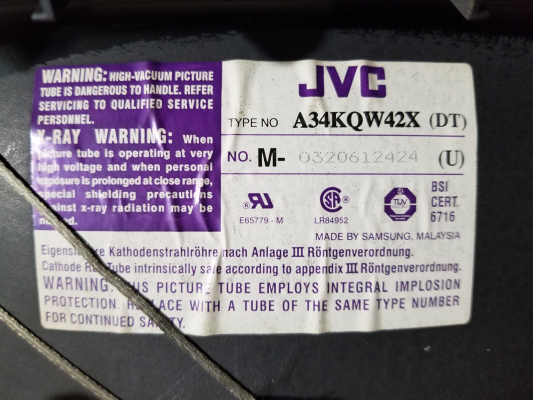 WARNING: HIGH-VACUUM PICTURE
TUBE IS DANGEROUS TO HANDLE. REFER
SERVICING TO QUALIFIED SERVICE
PERSONNEL.
X-RAY WARNING: When
picture tube is operating at very
high voltage and when personal
exposure is prolonged at close range,
special shielding precautions
against x-ray radiation may be
JVC
TYPE NO A34KQW42X (DT)
NO. M- 0320612424 (U)
E65779 - M
LR84952
TÜV
BSI
CERT.
6716
MADE BY SAMSUNG, MALAYSIA
Eigensichere Kathodenstrahlröhre nach Anlage III Röntgenverordnung.
Cathode Ray Tube intrinsically safe according to appendix III Röntgenverordnung.
WARNING: THIS PICTURE TUBE EMPLOYS INTEGRAL IMPLOSION
PROTECTION. REPLACE WITH A TUBE OF THE SAME TYPE NUMBER
FOR CONTINUED SAFETY.